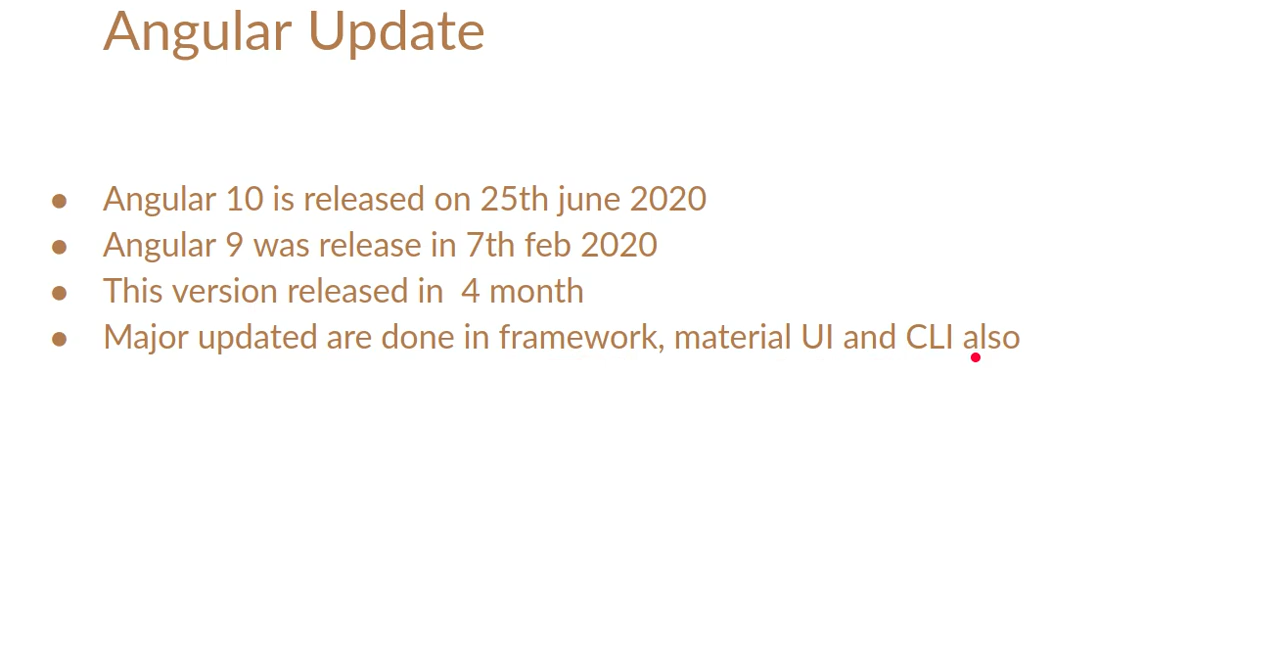 Angular Update
● Angular 10 is released on 25th june 2020
● Angular 9 was release in 7th feb 2020
● This version released in  4 month
● Major updated are done in framework, material UI and CLI also